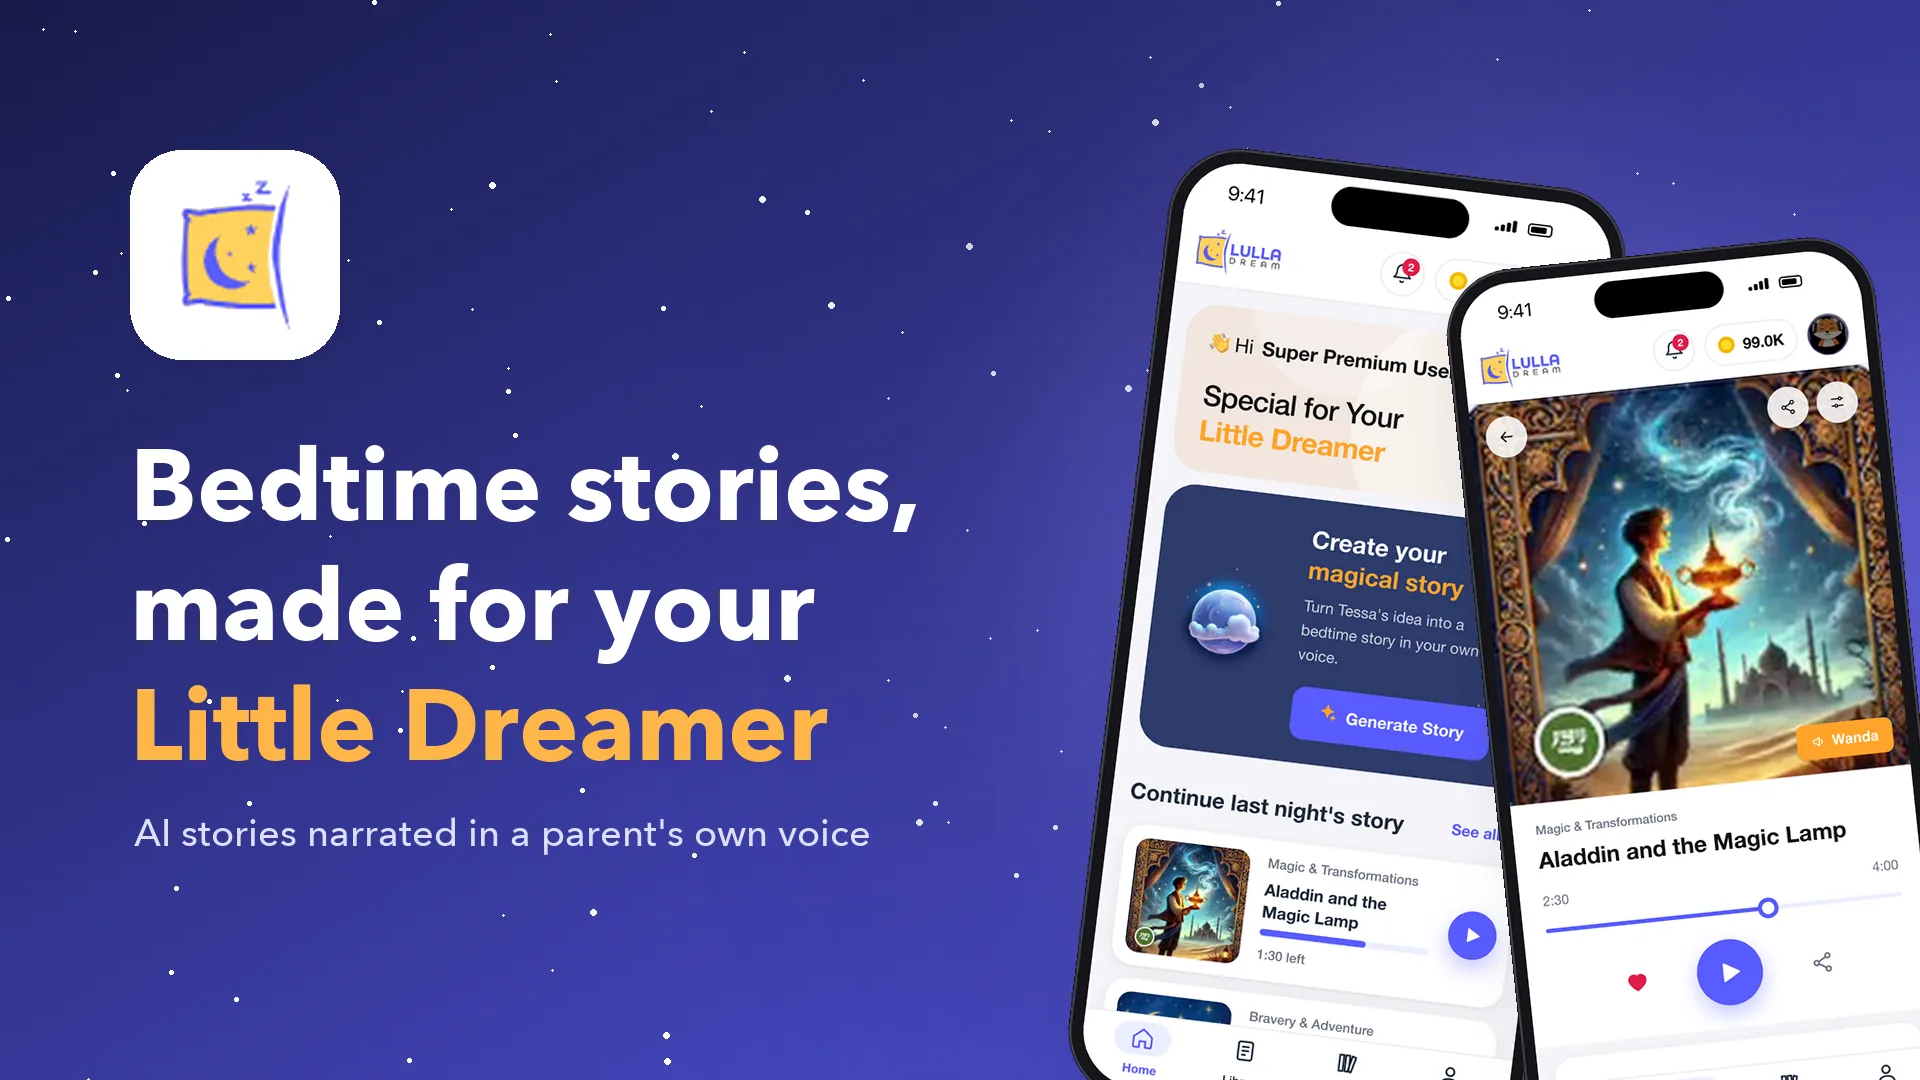 z
z
Bedtime stories,
made for your
Little Dreamer
AI stories narrated in a parent's own voice
9:41
LULLA
DREAM
2
👋 Hi Super Premium Use
Special for Your
Little Dreamer
Create your
magical story
Turn Tessa's idea into a
bedtime story in your own
voice.
Generate Story
Continue last night's story
See all
Magic & Transformations
Aladdin and the
Magic Lamp
1:30 left
Bravery & Adventure
Home
9:41
LULLA
DREAM
2
99.0K
Wanda
Magic & Transformations
Aladdin and the Magic Lamp
2:30
4:00